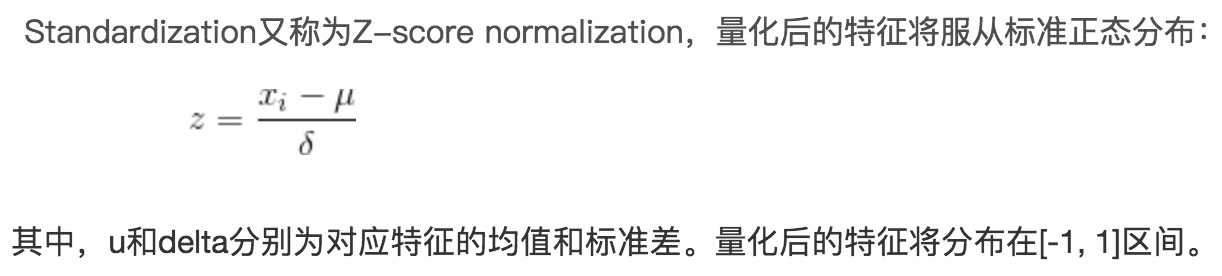 Standardization又称为Z-score normalization，量化后的特征将服从标准正态分布：
z = \frac{x_i - \mu}{\delta}
其中，u和delta分别为对应特征的均值和标准差。量化后的特征将分布在[-1, 1]区间。